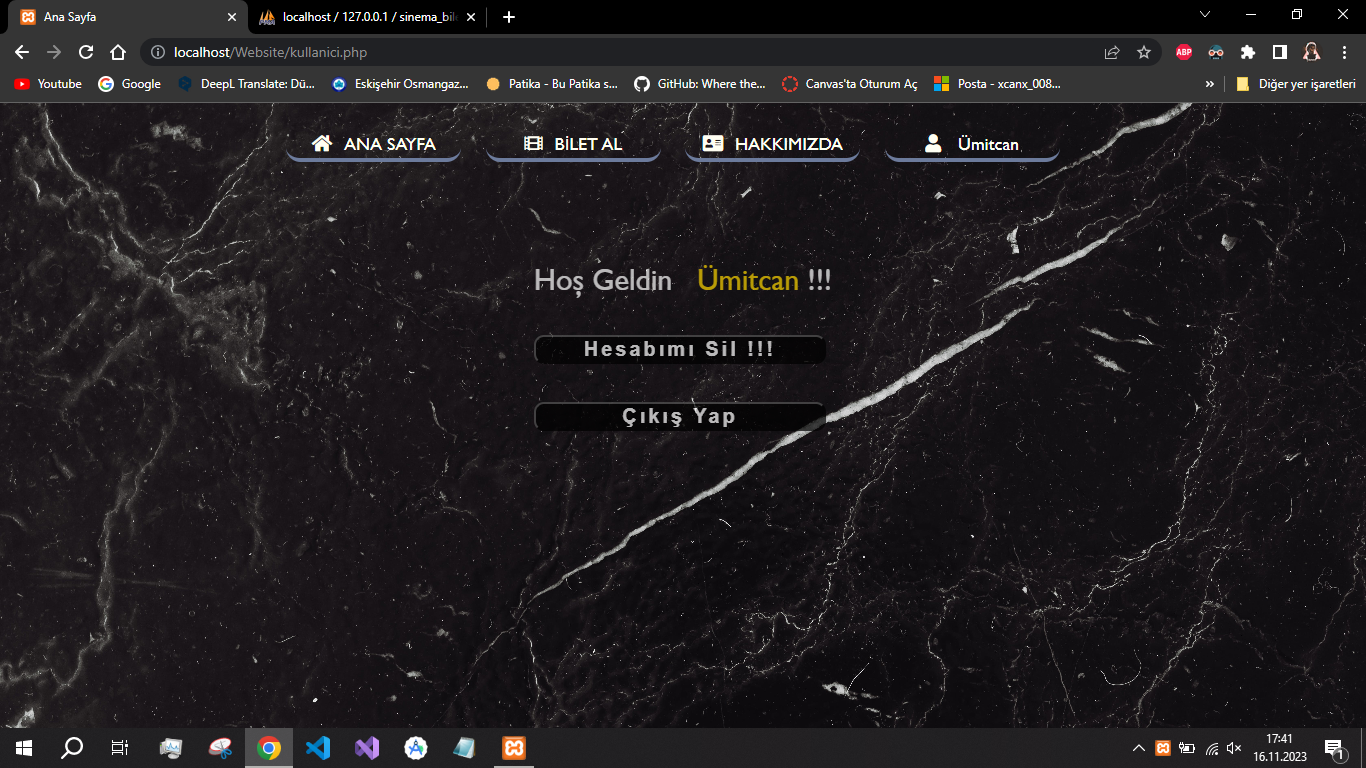 Ana Sayfa
localhost / 127.0.0.1 / sinema_bil
localhost/Website/kullanici.php
ABP
Youtube
Google
DeepL Translate: Dü...
Eskişehir Osmangaz...
Patika - Bu Patika s...
GitHub: Where the...
Canvas'ta Oturum Aç
Posta - xcanx_008...
»
Diğer yer işaretleri
ANA SAYFA
BİLET AL
HAKKIMIZDA
Ümitcan
Hoş Geldin Ümitcan !!!
Hesabımı Sil !!!
Çıkış Yap
17:41
16.11.2023
1